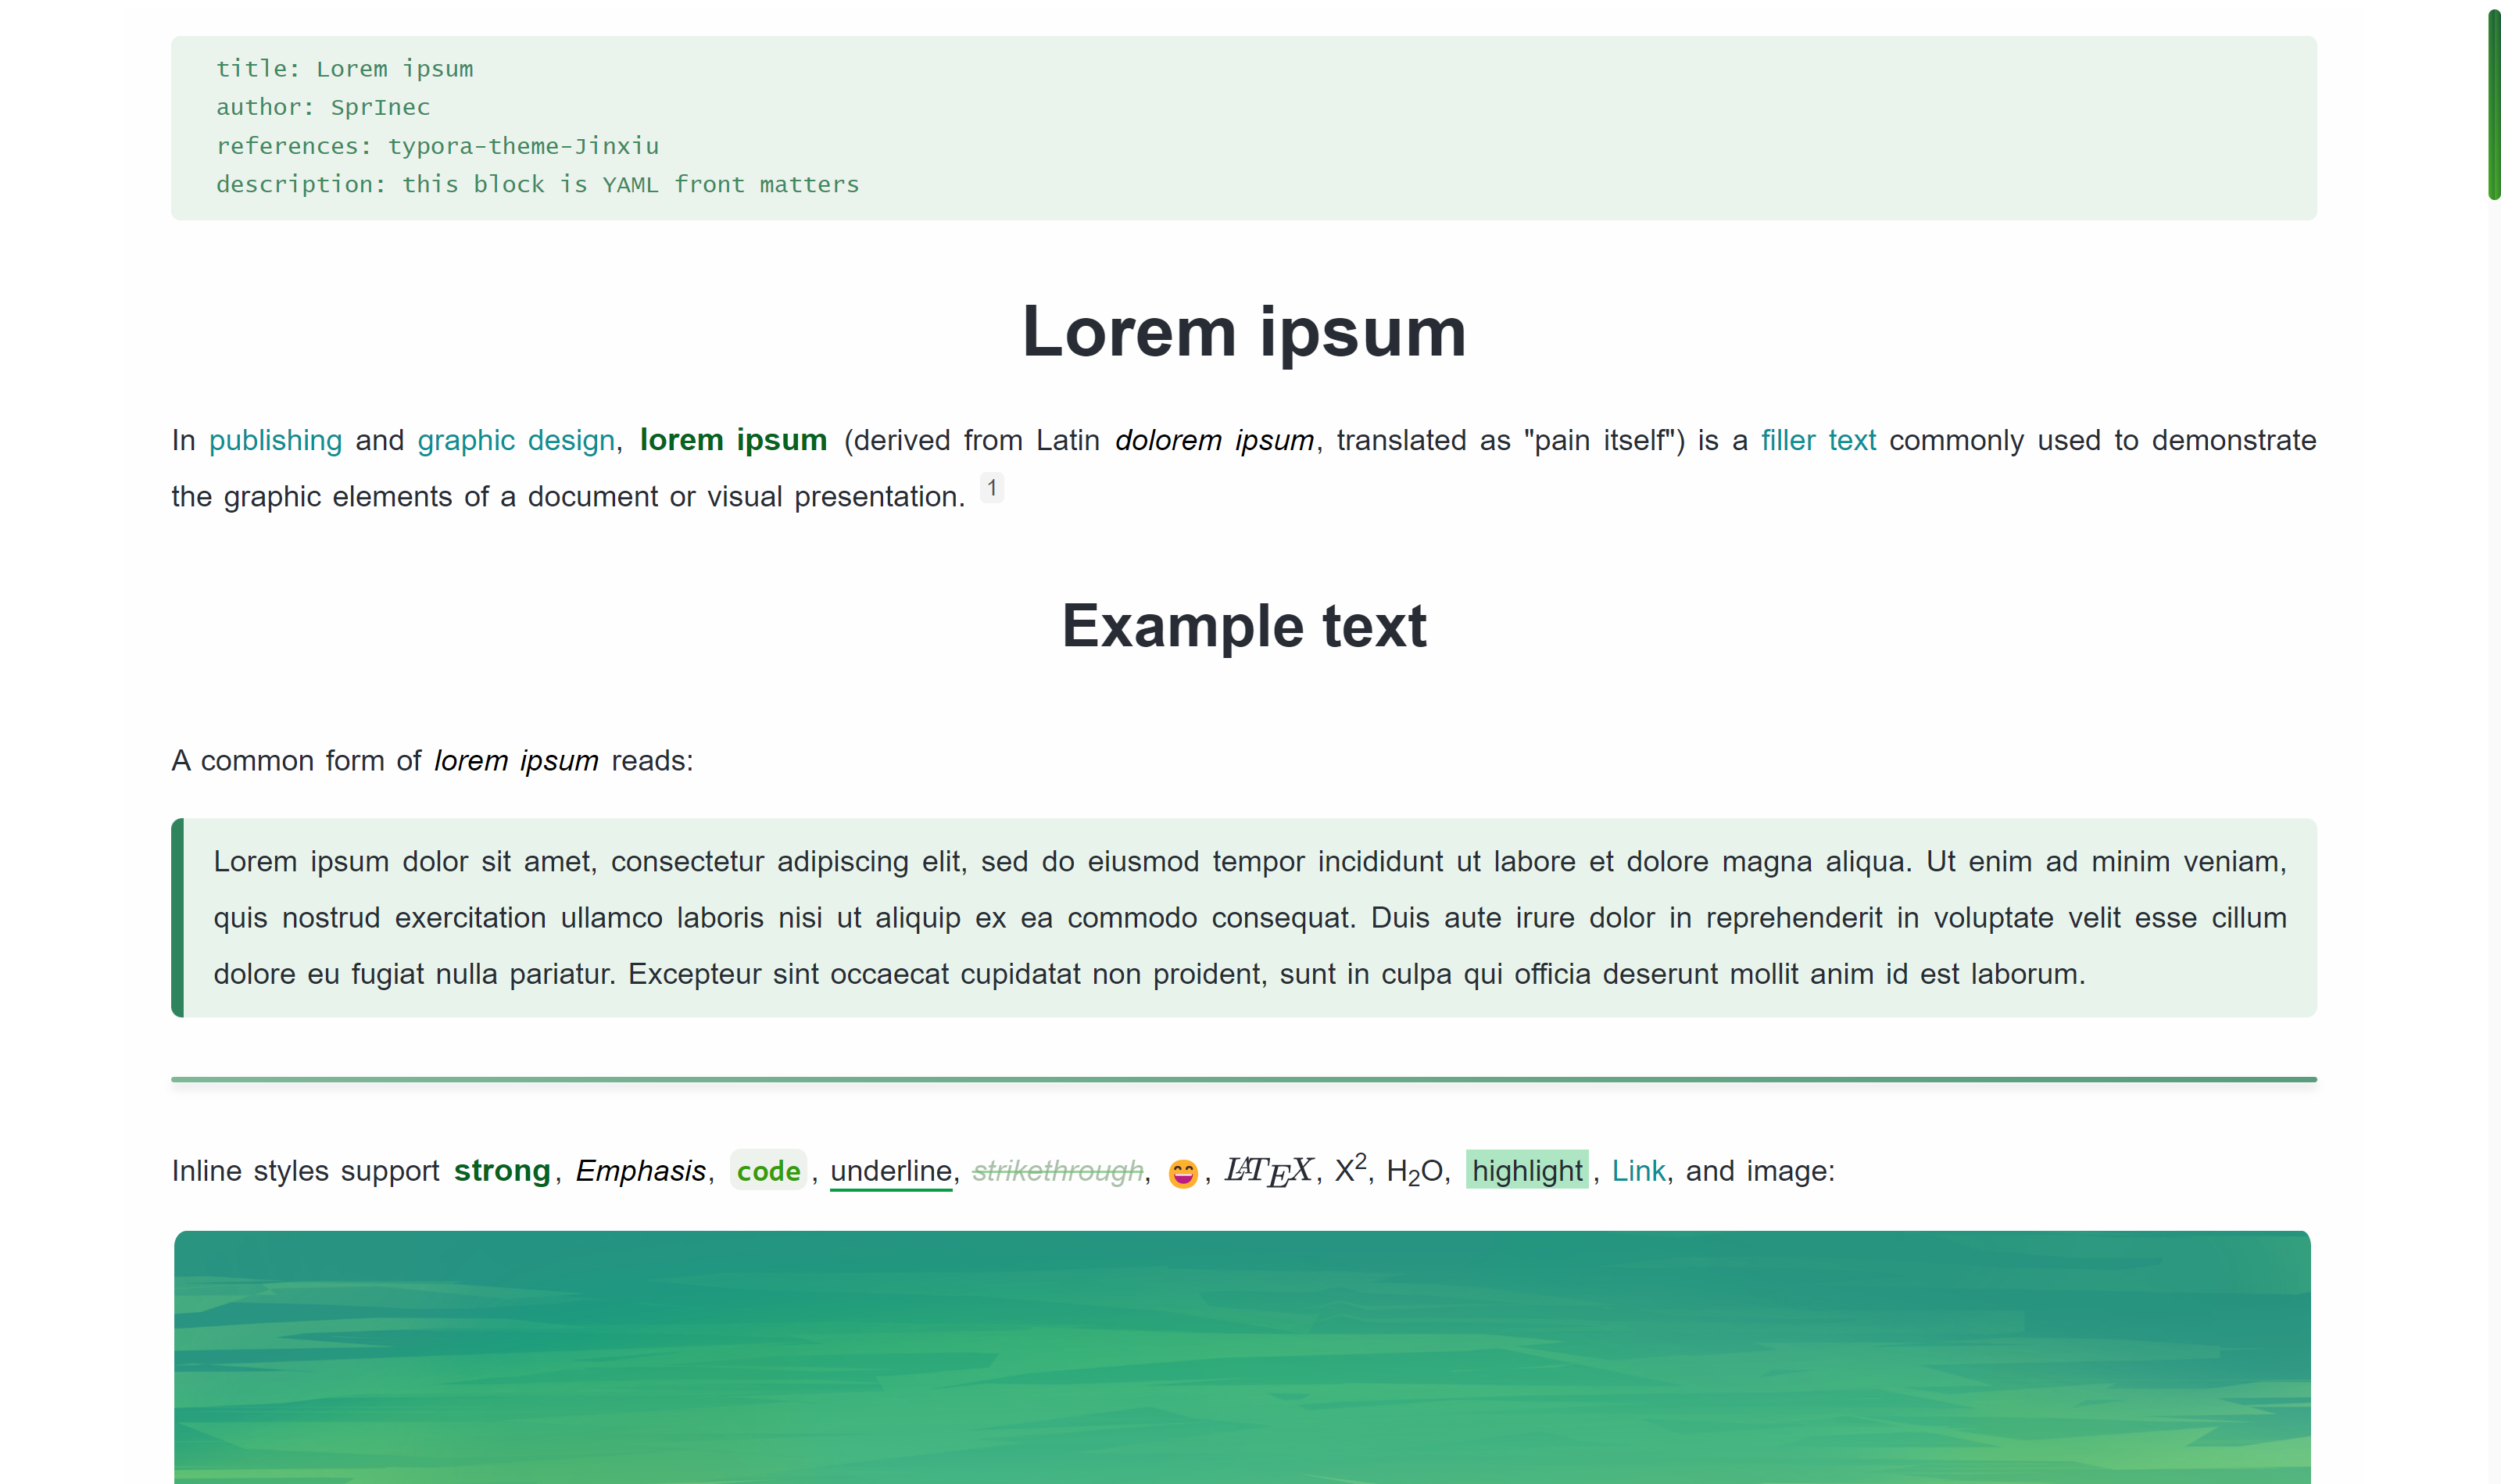 title: Lorem ipsum
author: SprInec
references: typora-theme-Jinxiu
description: this block is YAML front matters
Lorem ipsum
In publishing and graphic design, lorem ipsum (derived from Latin dolorem ipsum, translated as "pain itself") is a filler text commonly used to demonstrate
the graphic elements of a document or visual presentation. 1
Example text
A common form of lorem ipsum reads:
Lorem ipsum dolor sit amet, consectetur adipiscing elit, sed do eiusmod tempor incididunt ut labore et dolore magna aliqua. Ut enim ad minim veniam,
quis nostrud exercitation ullamco laboris nisi ut aliquip ex ea commodo consequat. Duis aute irure dolor in reprehenderit in voluptate velit esse cillum
dolore eu fugiat nulla pariatur. Excepteur sint occaecat cupidatat non proident, sunt in culpa qui officia deserunt mollit anim id est laborum.
Inline styles support strong, Emphasis, code, underline, strikethrough, 😄, LATEX, X², H₂O, highlight, Link, and image: